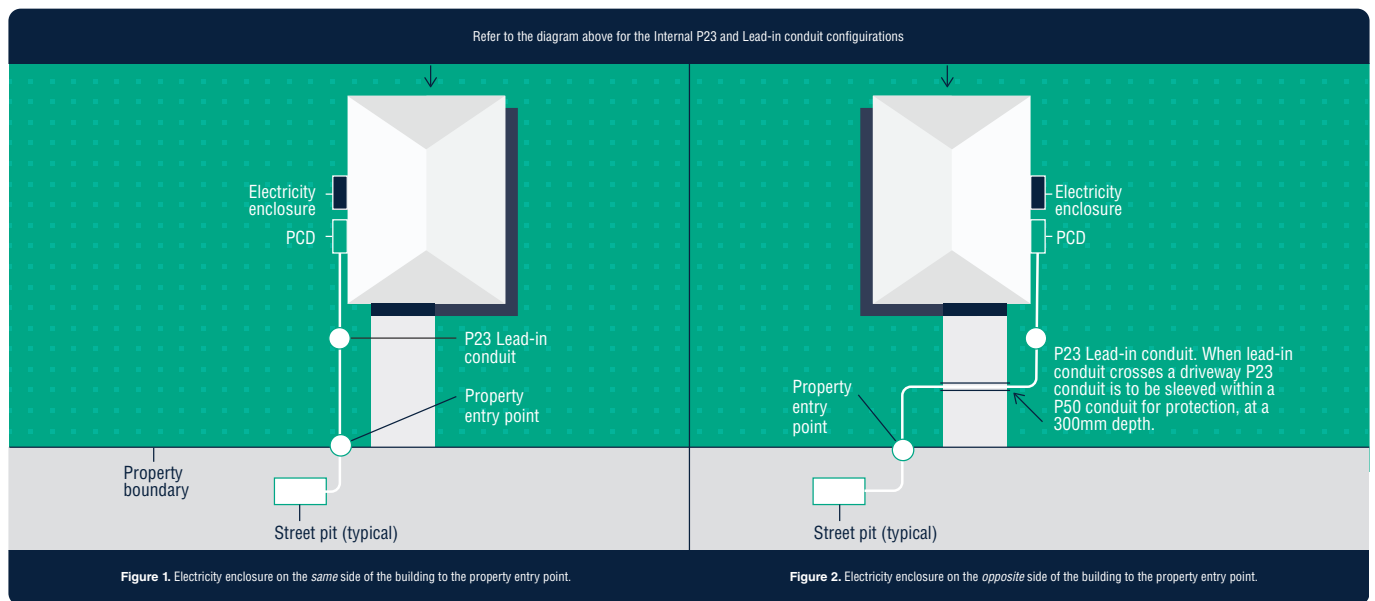 Refer to the diagram above for the Internal P23 and Lead-in conduit configuirations
Electricity
enclosure
PCD
P23 Lead-in
conduit
Property
entry point
Property
boundary
Street pit (typical)
Figure 1. Electricity enclosure on the same side of the building to the property entry point.
Electricity
enclosure
PCD
P23 Lead-in conduit. When lead-in
conduit crosses a driveway P23
conduit is to be sleeved within a
P50 conduit for protection, at a
300mm depth.
Property
entry
point
Street pit (typical)
Figure 2. Electricity enclosure on the opposite side of the building to the property entry point.